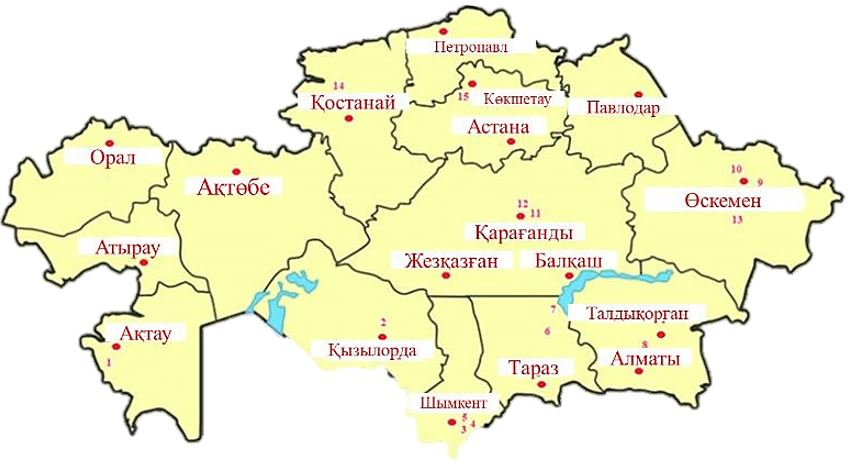 Петропавл
14
Қостанай
15
Көкшетау
Астана
Павлодар
Орал
Ақтөбе
10
9
Өскемен
13
12
11
Қарағанды
Атырау
Жезқазған
Балқаш
Ақтау
1
2
Қызылорда
7
6
Тараз
Талдықорған
8
Алматы
Шымкент
5
3
4